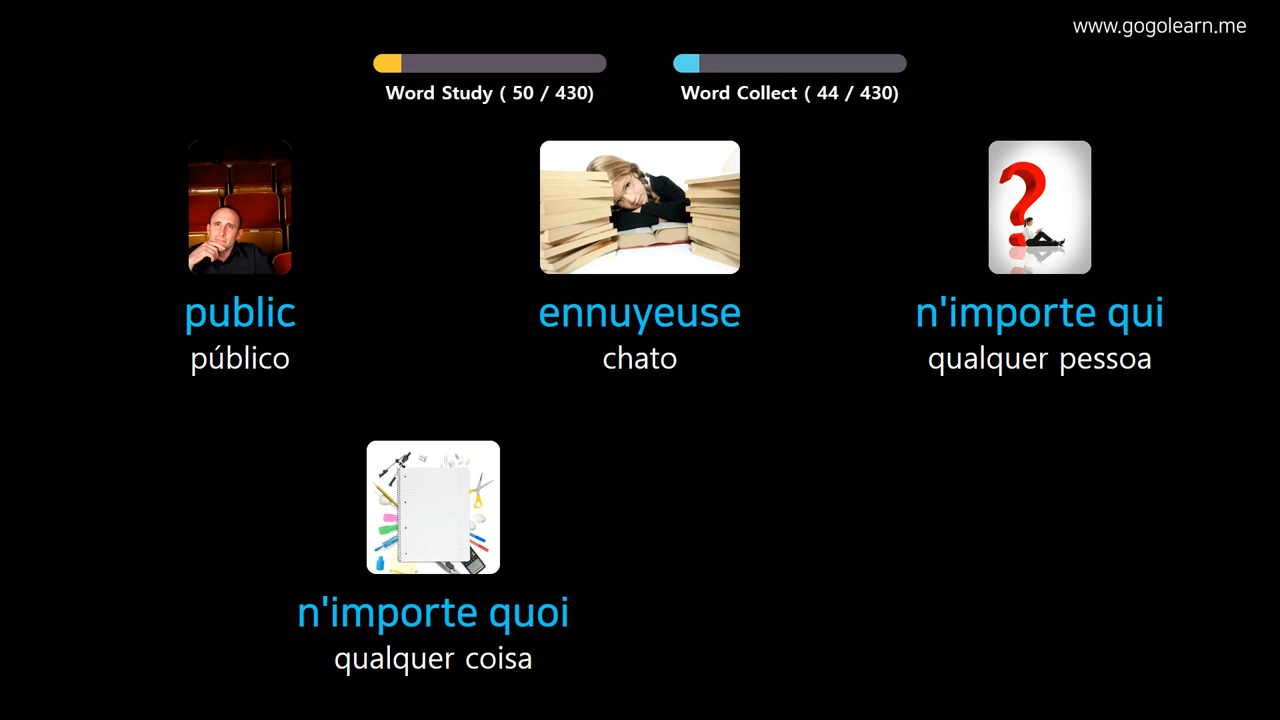 www.gogolearn.me
Word Study ( 50 / 430)
Word Collect ( 44 / 430)
public
público
ennuyeuse
chato
n'importe qui
qualquer pessoa
n'importe quoi
qualquer coisa